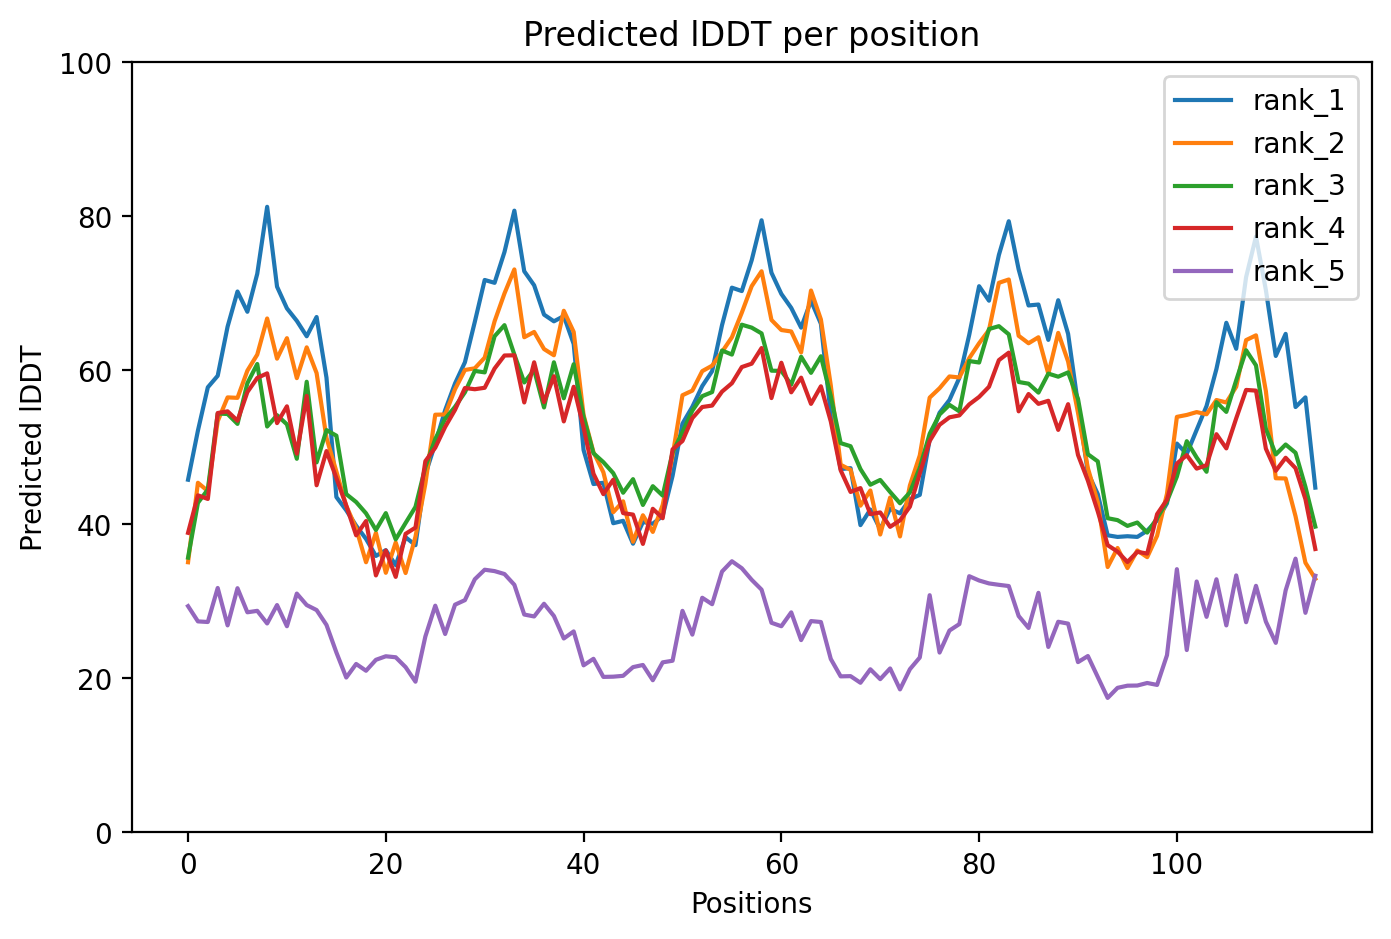 Predicted lDDT per position
Predicted lDDT
100
80
60
40
20
0
rank_1
rank_2
rank_3
rank_4
rank_5
0 20 40 60 80 100
Positions